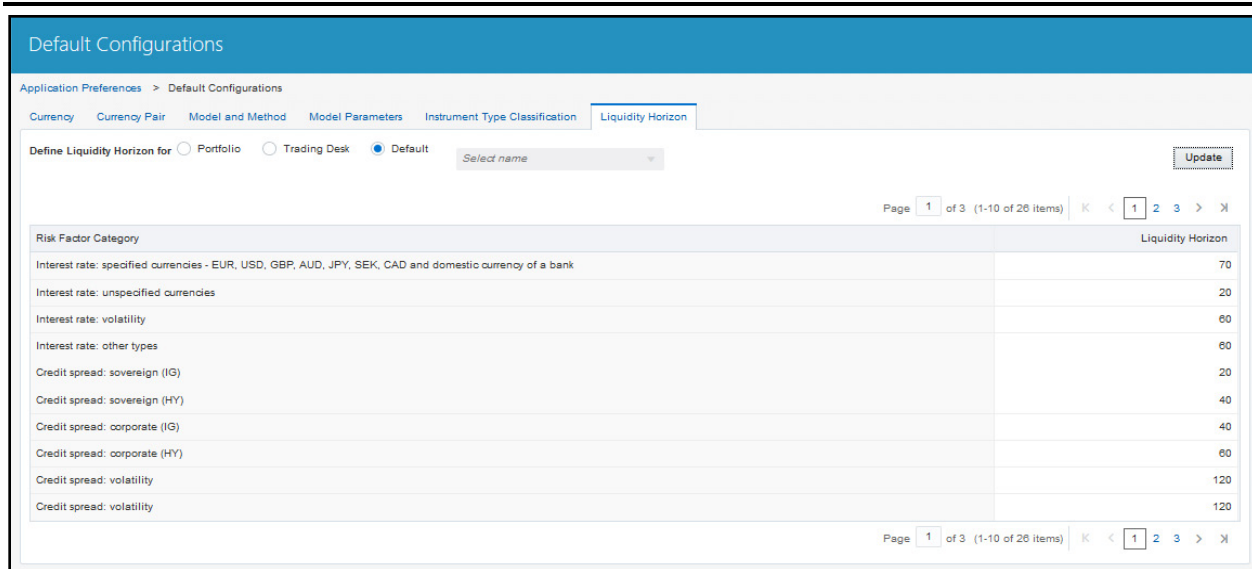 Default Configurations
Application Preferences > Default Configurations
Currency Currency Pair Model and Method Model Parameters Instrument Type Classification Liquidity Horizon
Define Liquidity Horizon for Portfolio Trading Desk Default Select name Update
Page 1 of 3 (1-10 of 26 items) 1 2 3
Risk Factor Category Liquidity Horizon
Interest rate: specified currencies - EUR, USD, GBP, AUD, JPY, SEK, CAD and domestic currency of a bank 70
Interest rate: unspecified currencies 20
Interest rate: volatility 60
Interest rate: other types 60
Credit spread: sovereign (IG) 20
Credit spread: sovereign (HY) 40
Credit spread: corporate (IG) 40
Credit spread: corporate (HY) 60
Credit spread: volatility 120
Credit spread: volatility 120
Page 1 of 3 (1-10 of 26 items) 1 2 3